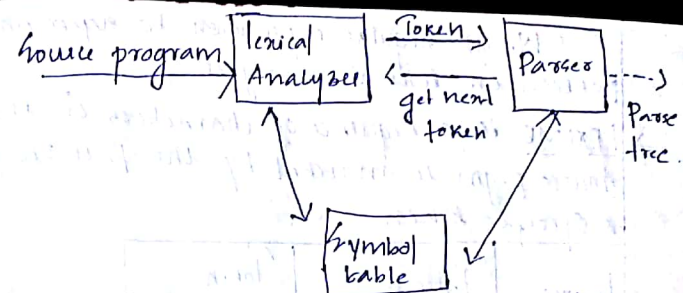 Source program
lexical
Analyzer
Token
get next
token
Parser
Parse
tree.
Symbol
table